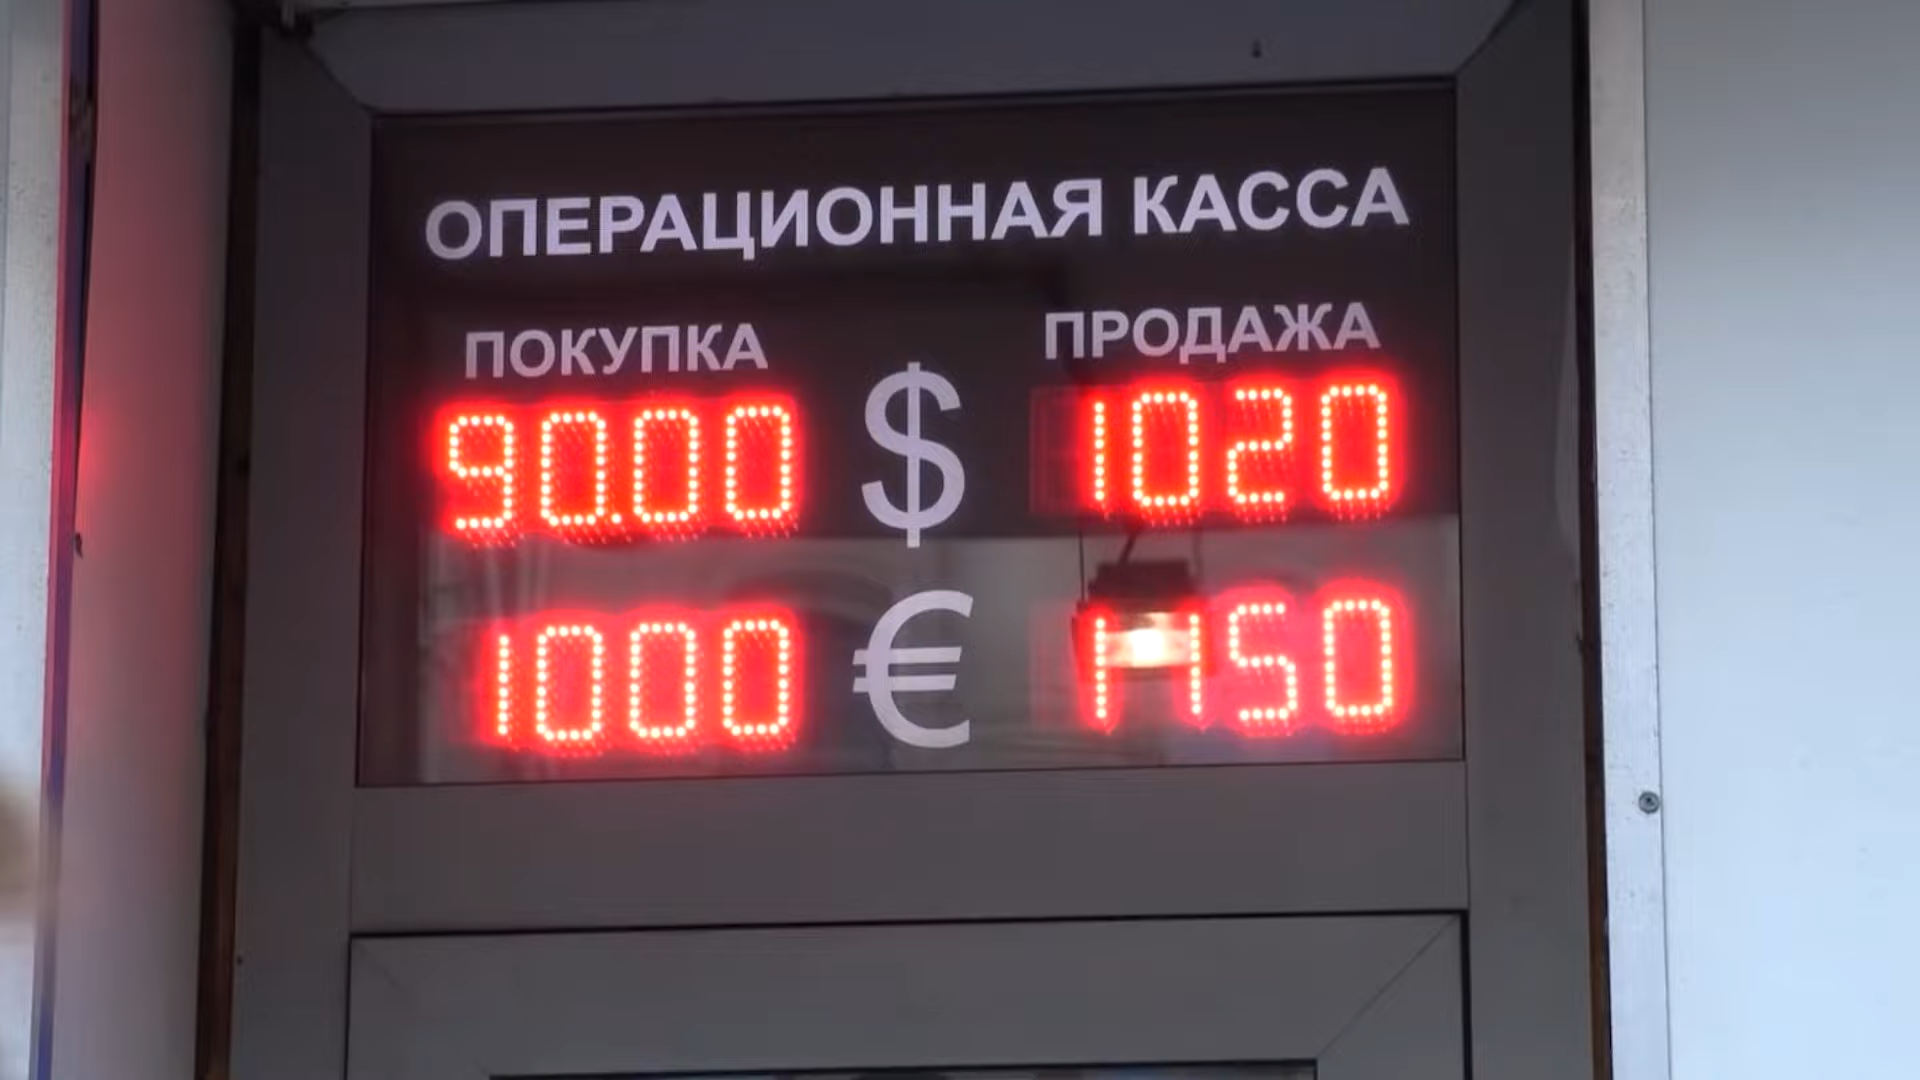 ОПЕРАЦИОННАЯ КАССА
ПОКУПКА ПРОДАЖА
90.00 $ 1020
1000 € 1150